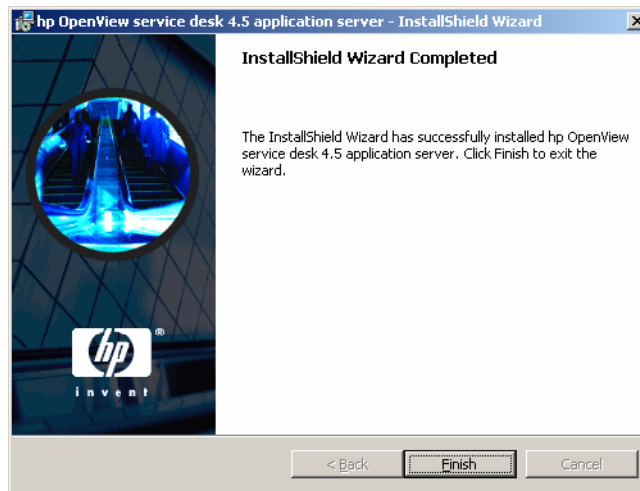 hp OpenView service desk 4.5 application server - InstallShield Wizard
InstallShield Wizard Completed
The InstallShield Wizard has successfully installed hp OpenView
service desk 4.5 application server. Click Finish to exit the
wizard.
hp ®
invent
< Back
Finish
Cancel